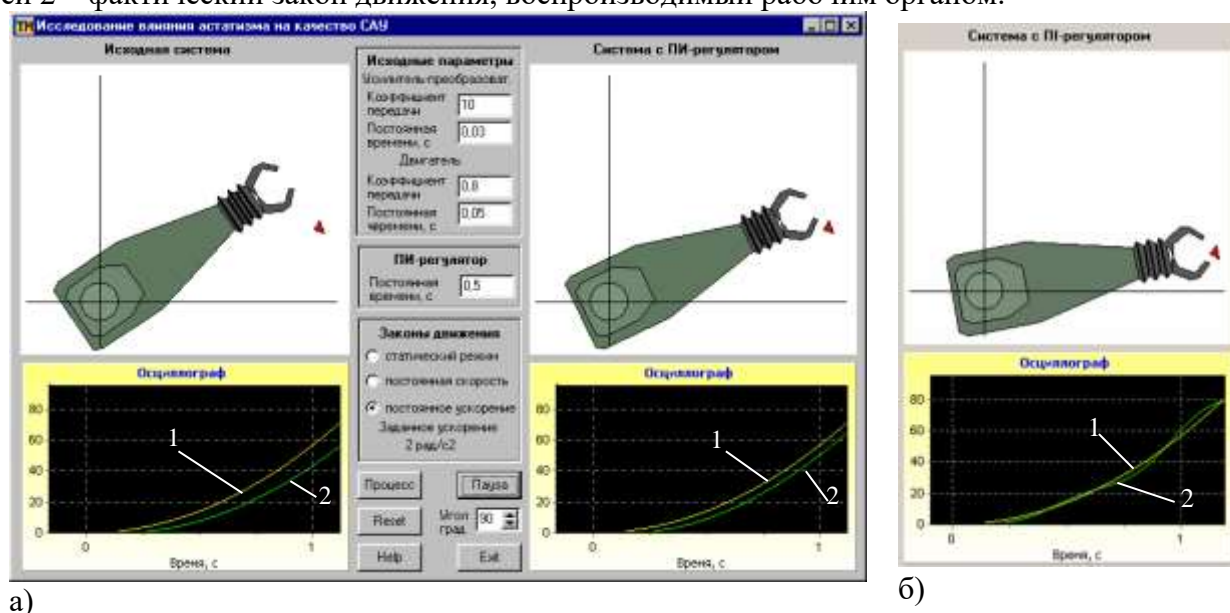 2 – фактический закон движения, воспроизводимый рабочим органом.
Исследование влияния астатизма на качество САУ
Исходная система
Исходные параметры
Усилитель-преобразоват.
Коэффициент передачи
10
Постоянная времени, с
0,03
Двигатель
Коэффициент передачи
0,8
Постоянная времени, с
0,05
ПИ-регулятор
Постоянная времени, с
0,5
Законы движения
статический режим
постоянная скорость
постоянное ускорение
Заданное ускорение
2 рад/с2
Процесс
Пауза
Reset
Угол град.
90
Help
Exit
Осциллограф
80
60
40
20
0
1
2
0
1
Время, с
Система с ПИ-регулятором
Осциллограф
80
60
40
20
0
1
2
0
1
Время, с
а)
Система с ПI-регулятором
Осциллограф
80
60
40
20
0
1
2
0
1
Время, с
б)